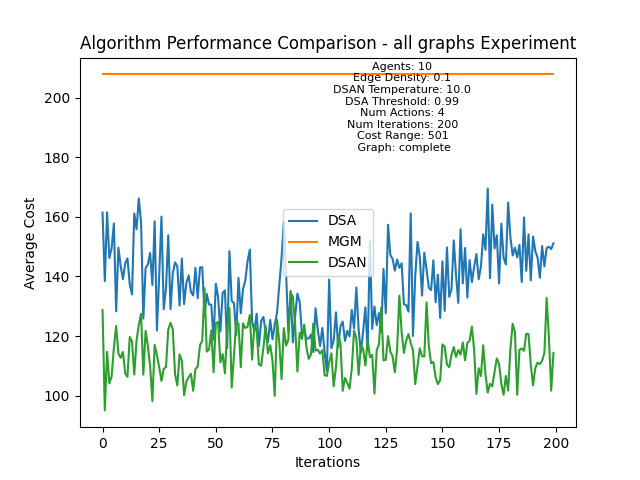 Algorithm Performance Comparison - all graphs Experiment
Agents: 10
Edge Density: 0.1
DSAN Temperature: 10.0
DSA Threshold: 0.99
Num Actions: 4
Num Iterations: 200
Cost Range: 501
Graph: complete
Average Cost
200
180
160
140
120
100
DSA
MGM
DSAN
0 25 50 75 100 125 150 175 200
Iterations